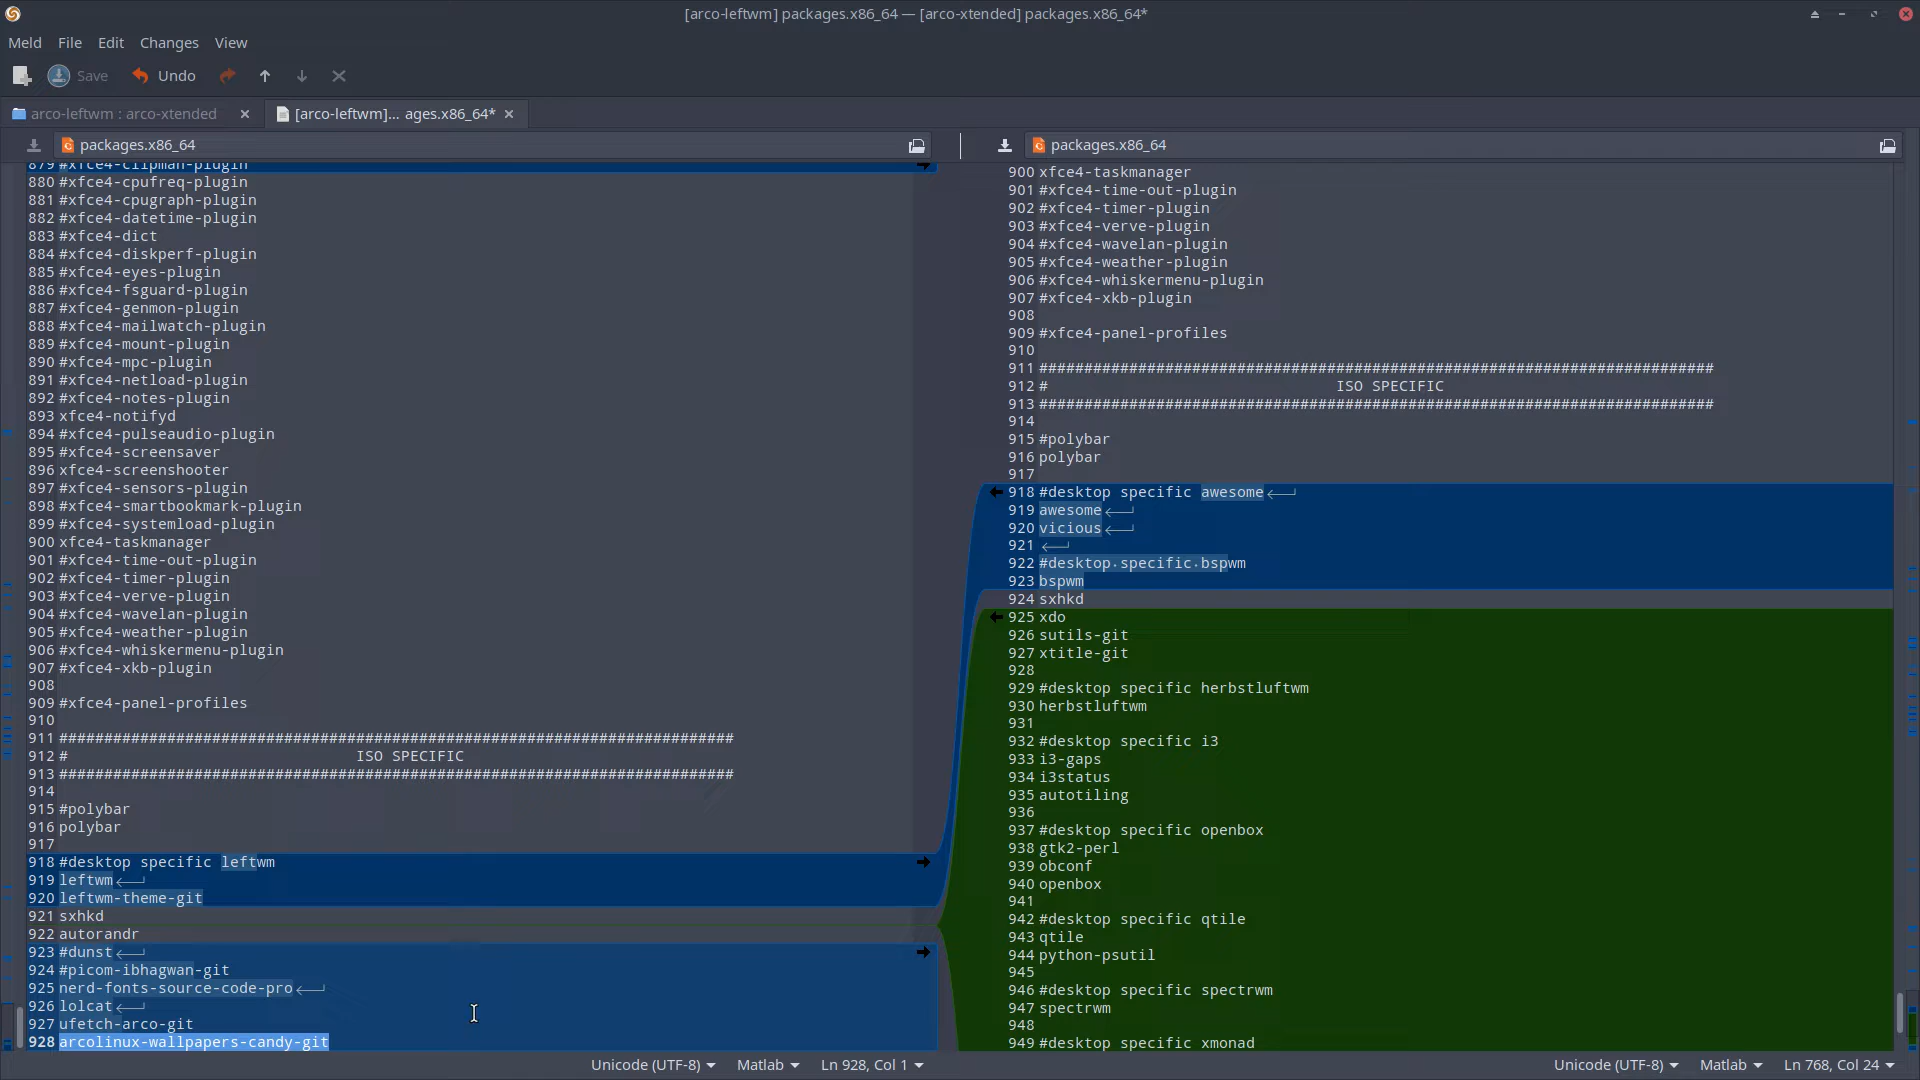 [arco-leftwm] packages.x86_64 — [arco-xtended] packages.x86_64*
Meld File Edit Changes View
Save Undo
arco-leftwm : arco-xtended
[arco-leftwm]... ages.x86_64*
packages.x86_64
879 #xfce4-clipman-plugin
880 #xfce4-cpufreq-plugin
881 #xfce4-cpugraph-plugin
882 #xfce4-datetime-plugin
883 #xfce4-dict
884 #xfce4-diskperf-plugin
885 #xfce4-eyes-plugin
886 #xfce4-fsguard-plugin
887 #xfce4-genmon-plugin
888 #xfce4-mailwatch-plugin
889 #xfce4-mount-plugin
890 #xfce4-mpc-plugin
891 #xfce4-netload-plugin
892 #xfce4-notes-plugin
893 xfce4-notifyd
894 #xfce4-pulseaudio-plugin
895 #xfce4-screensaver
896 xfce4-screenshooter
897 #xfce4-sensors-plugin
898 #xfce4-smartbookmark-plugin
899 #xfce4-systemload-plugin
900 xfce4-taskmanager
901 #xfce4-time-out-plugin
902 #xfce4-timer-plugin
903 #xfce4-verve-plugin
904 #xfce4-wavelan-plugin
905 #xfce4-weather-plugin
906 #xfce4-whiskermenu-plugin
907 #xfce4-xkb-plugin
908
909 #xfce4-panel-profiles
910
911 ###########################################################################
912 # ISO SPECIFIC
913 ###########################################################################
914
915 #polybar
916 polybar
917
918 #desktop specific leftwm
919 leftwm
920 leftwm-theme-git
921 sxhkd
922 autorandr
923 #dunst
924 #picom-ibhagwan-git
925 nerd-fonts-source-code-pro
926 lolcat
927 ufetch-arco-git
928 arcolinux-wallpapers-candy-git
Unicode (UTF-8) Matlab Ln 928, Col 1
packages.x86_64
900 xfce4-taskmanager
901 #xfce4-time-out-plugin
902 #xfce4-timer-plugin
903 #xfce4-verve-plugin
904 #xfce4-wavelan-plugin
905 #xfce4-weather-plugin
906 #xfce4-whiskermenu-plugin
907 #xfce4-xkb-plugin
908
909 #xfce4-panel-profiles
910
911 ###########################################################################
912 # ISO SPECIFIC
913 ###########################################################################
914
915 #polybar
916 polybar
917
918 #desktop specific awesome
919 awesome
920 vicious
921
922 #desktop.specific.bspwm
923 bspwm
924 sxhkd
925 xdo
926 sutils-git
927 xtitle-git
928
929 #desktop specific herbstluftwm
930 herbstluftwm
931
932 #desktop specific i3
933 i3-gaps
934 i3status
935 autotiling
936
937 #desktop specific openbox
938 gtk2-perl
939 obconf
940 openbox
941
942 #desktop specific qtile
943 qtile
944 python-psutil
945
946 #desktop specific spectrwm
947 spectrwm
948
949 #desktop specific xmonad
Unicode (UTF-8) Matlab Ln 768, Col 24